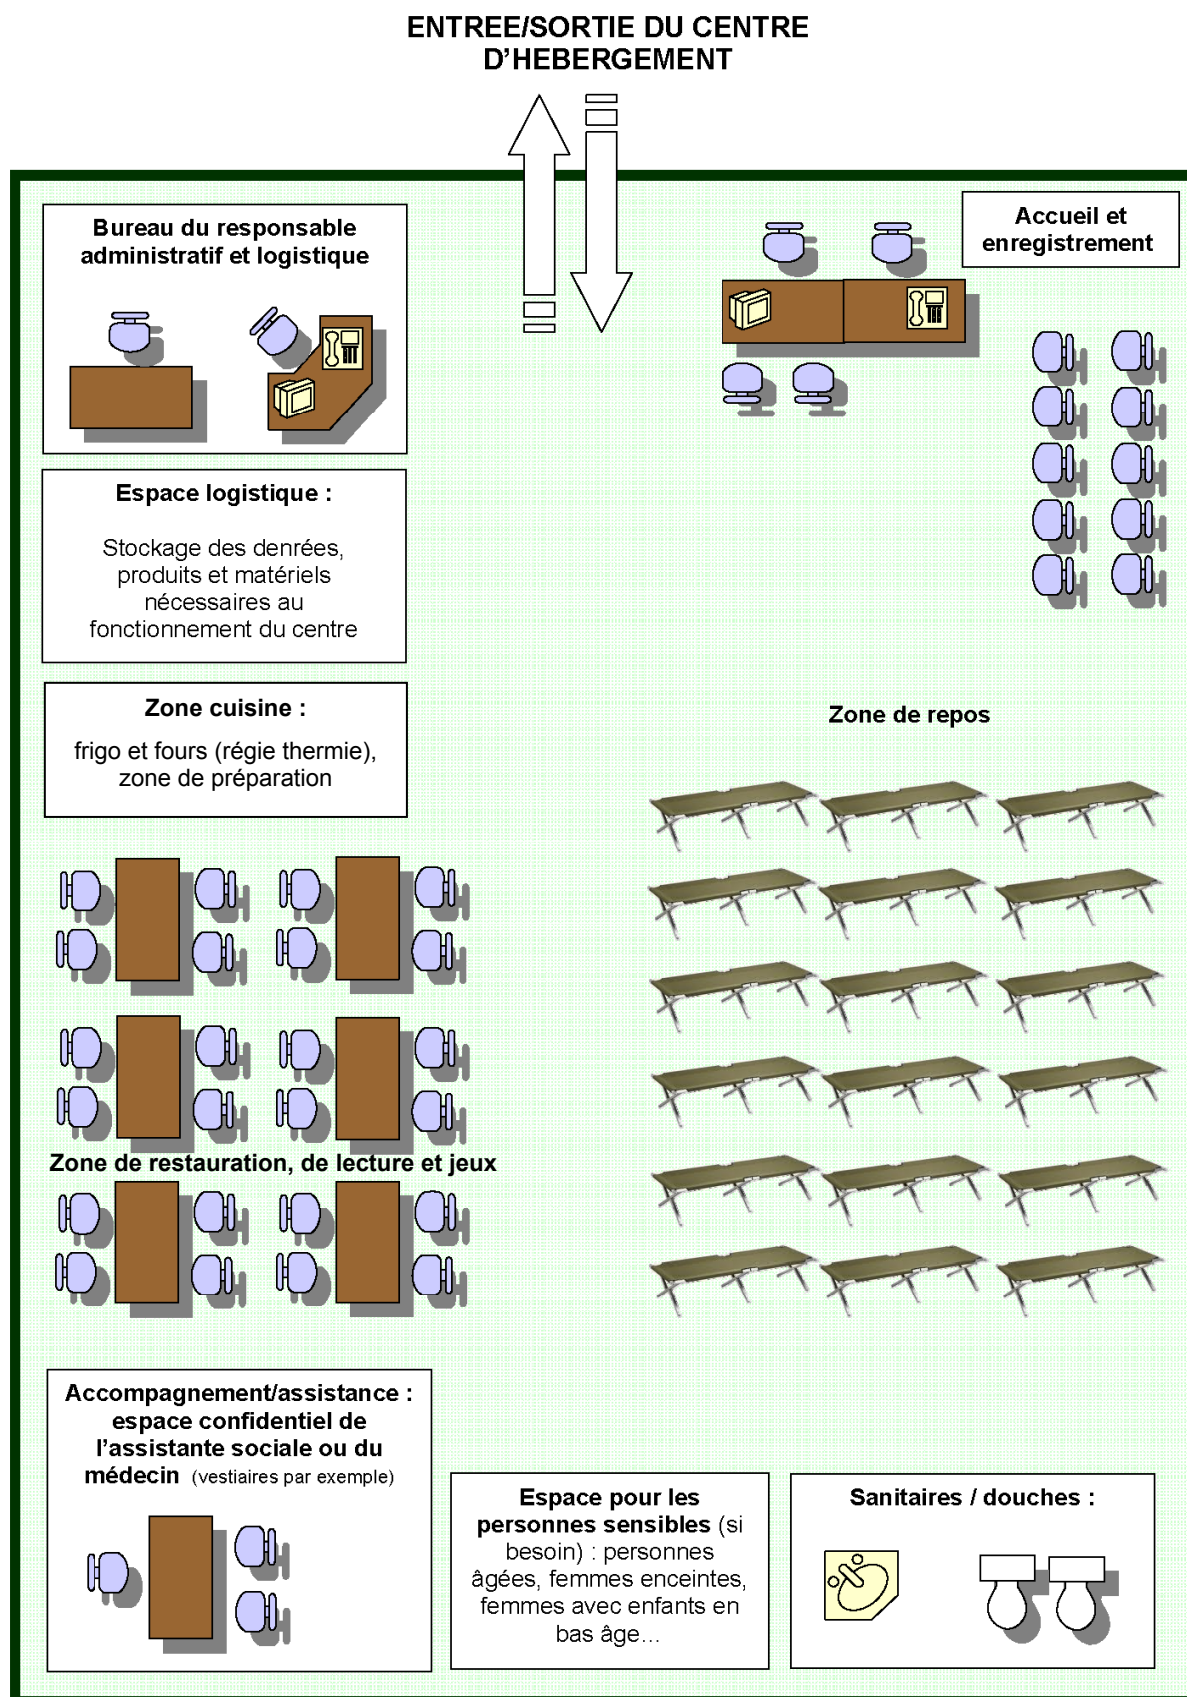 ENTREE/SORTIE DU CENTRE
D'HEBERGEMENT
Bureau du responsable
administratif et logistique
Accueil et
enregistrement
Espace logistique :
Stockage des denrées,
produits et matériels
nécessaires au
fonctionnement du centre
Zone cuisine :
frigo et fours (régie thermie),
zone de préparation
Zone de repos
Zone de restauration, de lecture et jeux
Accompagnement/assistance :
espace confidentiel de
l'assistante sociale ou du
médecin (vestiaires par exemple)
Espace pour les
personnes sensibles (si
besoin) : personnes
âgées, femmes enceintes,
femmes avec enfants en
bas âge...
Sanitaires / douches :